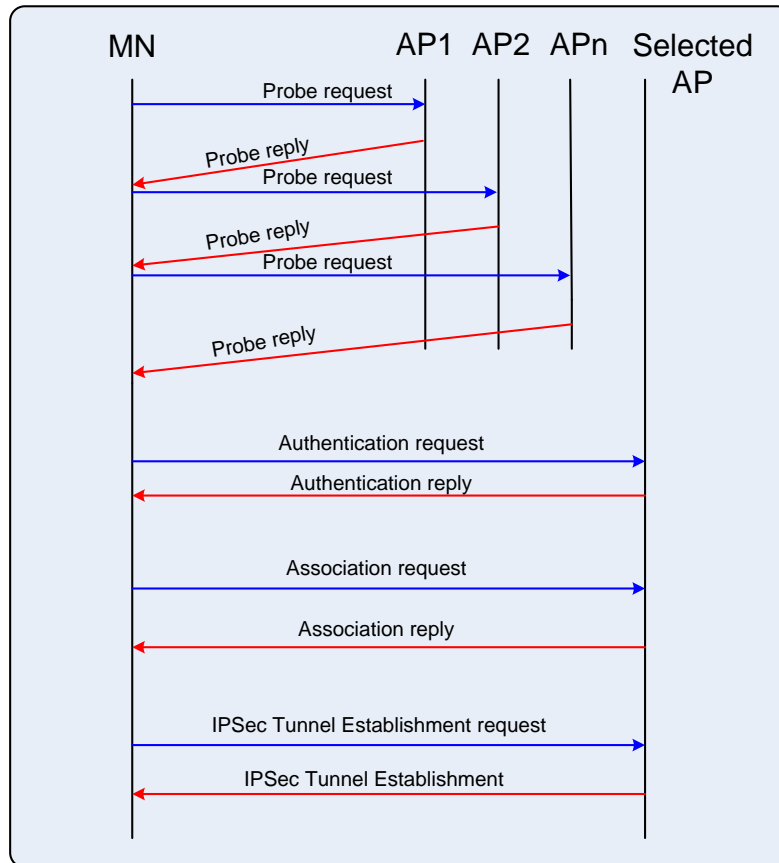 MN
AP1
AP2
APn
Selected
AP
Probe request
Probe reply
Probe request
Probe reply
Probe request
Probe reply
Authentication request
Authentication reply
Association request
Association reply
IPSec Tunnel Establishment request
IPSec Tunnel Establishment